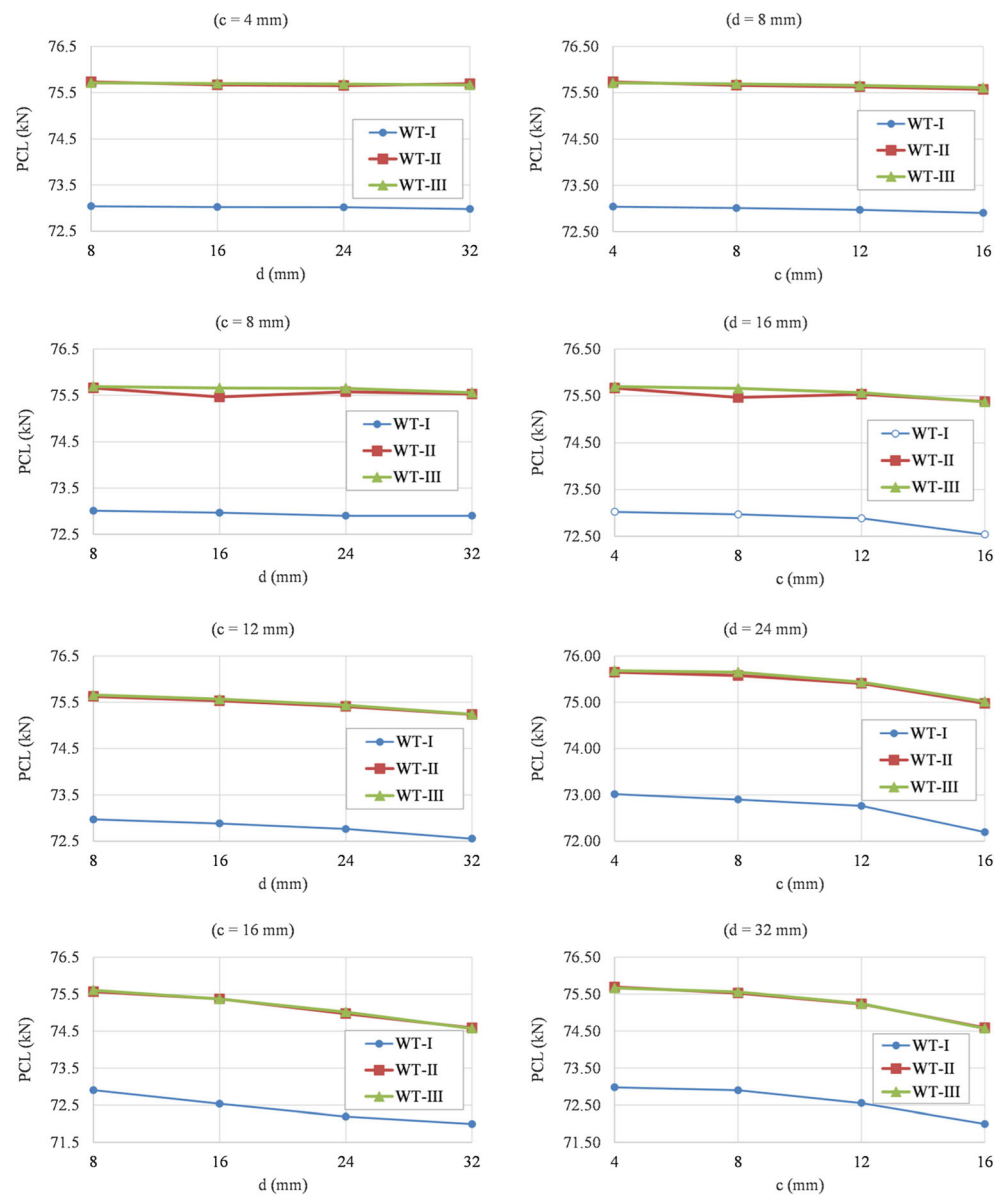 (c = 4 mm)
76.5
75.5
74.5
73.5
72.5
PCL (kN)
WT-I
WT-II
WT-III
8 16 24 32
d (mm)
(d = 8 mm)
76.50
75.50
74.50
73.50
72.50
PCL (kN)
WT-I
WT-II
WT-III
4 8 12 16
c (mm)
(c = 8 mm)
76.5
75.5
74.5
73.5
72.5
PCL (kN)
WT-I
WT-II
WT-III
8 16 24 32
d (mm)
(d = 16 mm)
76.50
75.50
74.50
73.50
72.50
PCL (kN)
WT-I
WT-II
WT-III
4 8 12 16
c (mm)
(c = 12 mm)
76.5
75.5
74.5
73.5
72.5
PCL (kN)
WT-I
WT-II
WT-III
8 16 24 32
d (mm)
(d = 24 mm)
76.00
75.00
74.00
73.00
72.00
PCL (kN)
WT-I
WT-II
WT-III
4 8 12 16
c (mm)
(c = 16 mm)
76.5
75.5
74.5
73.5
72.5
71.5
PCL (kN)
WT-I
WT-II
WT-III
8 16 24 32
d (mm)
(d = 32 mm)
76.50
75.50
74.50
73.50
72.50
71.50
PCL (kN)
WT-I
WT-II
WT-III
4 8 12 16
c (mm)